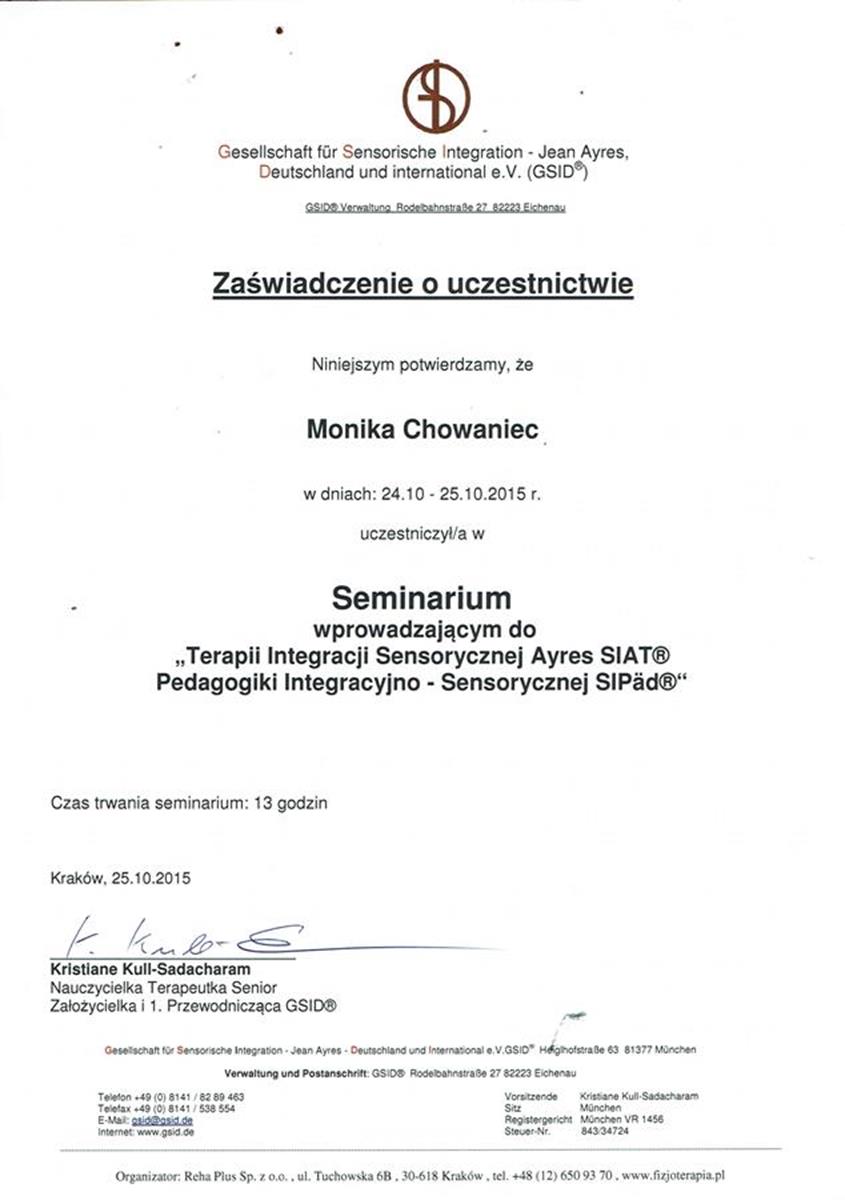 Gesellschaft für Sensorische Integration - Jean Ayres,
Deutschland und international e.V. (GSID®)
GSID® Verwaltung Rodelbahnstraße 27 82223 Eichenau
Zaświadczenie o uczestnictwie
Niniejszym potwierdzamy, że
Monika Chowaniec
w dniach: 24.10 - 25.10.2015 r.
uczestniczył/a w
Seminarium
wprowadzającym do
„Terapii Integracji Sensorycznej Ayres SIAT®
Pedagogiki Integracyjno - Sensorycznej SIPäd®“
Czas trwania seminarium: 13 godzin
Kraków, 25.10.2015
K. Kull-S
Kristiane Kull-Sadacharam
Nauczycielka Terapeutka Senior
Założycielka i 1. Przewodnicząca GSID®
Gesellschaft für Sensorische Integration - Jean Ayres - Deutschland und International e.V.GSID® Heiglhofstraße 63 81377 München
Verwaltung und Postanschrift: GSID® Rodelbahnstraße 27 82223 Eichenau
Telefon +49 (0) 8141 / 82 89 463
Telefax +49 (0) 8141 / 538 554
E-Mail: gsid@gsid.de
Internet: www.gsid.de
Vorsitzende Kristiane Kull-Sadacharam
Sitz München
Registergericht München VR 1456
Steuer-Nr. 843/34724
Organizator: Reha Plus Sp. z o.o. , ul. Tuchowska 6B , 30-618 Kraków , tel. +48 (12) 650 93 70 , www.fizjoterapia.pl